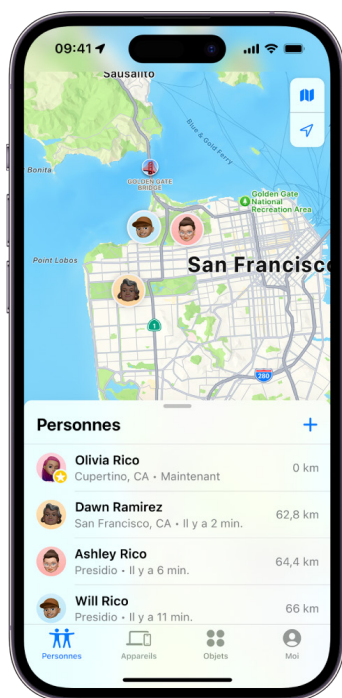 09:41
Sausalito
Blue & Gold Ferry
Bonita
GOLDEN GATE
BRIDGE
Golden Gate
National
Recreation Area
Point Lobos
San Francisco
1
280
Personnes
+
Olivia Rico
Cupertino, CA • Maintenant
0 km
Dawn Ramirez
San Francisco, CA • Il y a 2 min.
62,8 km
Ashley Rico
Presidio • Il y a 6 min.
64,4 km
Will Rico
Presidio • Il y a 11 min.
66 km
Personnes
Appareils
Objets
Moi